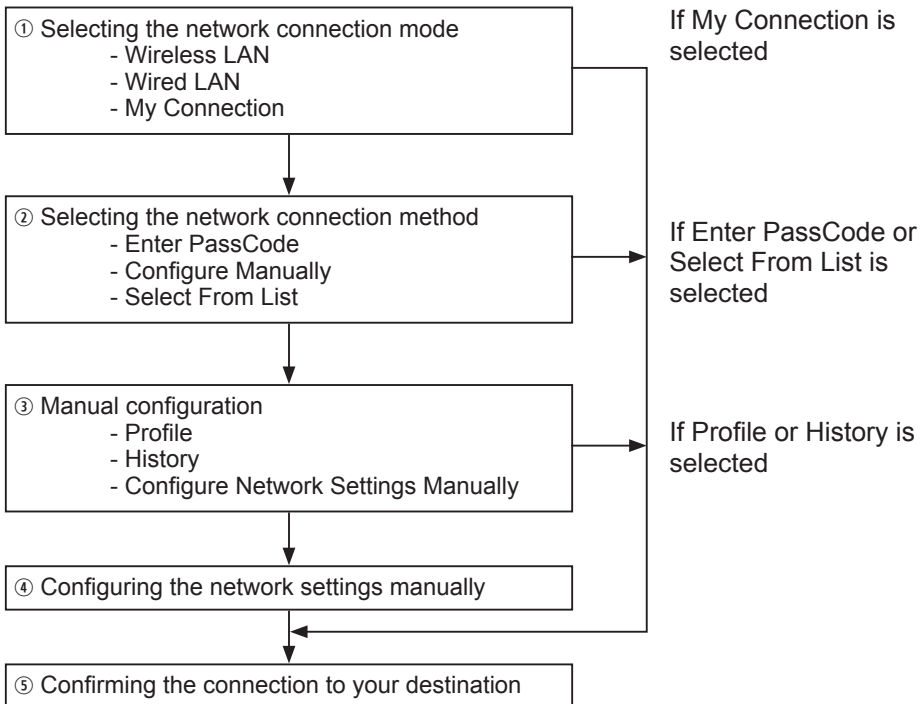 ① Selecting the network connection mode
- Wireless LAN
- Wired LAN
- My Connection
If My Connection is
selected
② Selecting the network connection method
- Enter PassCode
- Configure Manually
- Select From List
If Enter PassCode or
Select From List is
selected
③ Manual configuration
- Profile
- History
- Configure Network Settings Manually
If Profile or History is
selected
④ Configuring the network settings manually
⑤ Confirming the connection to your destination